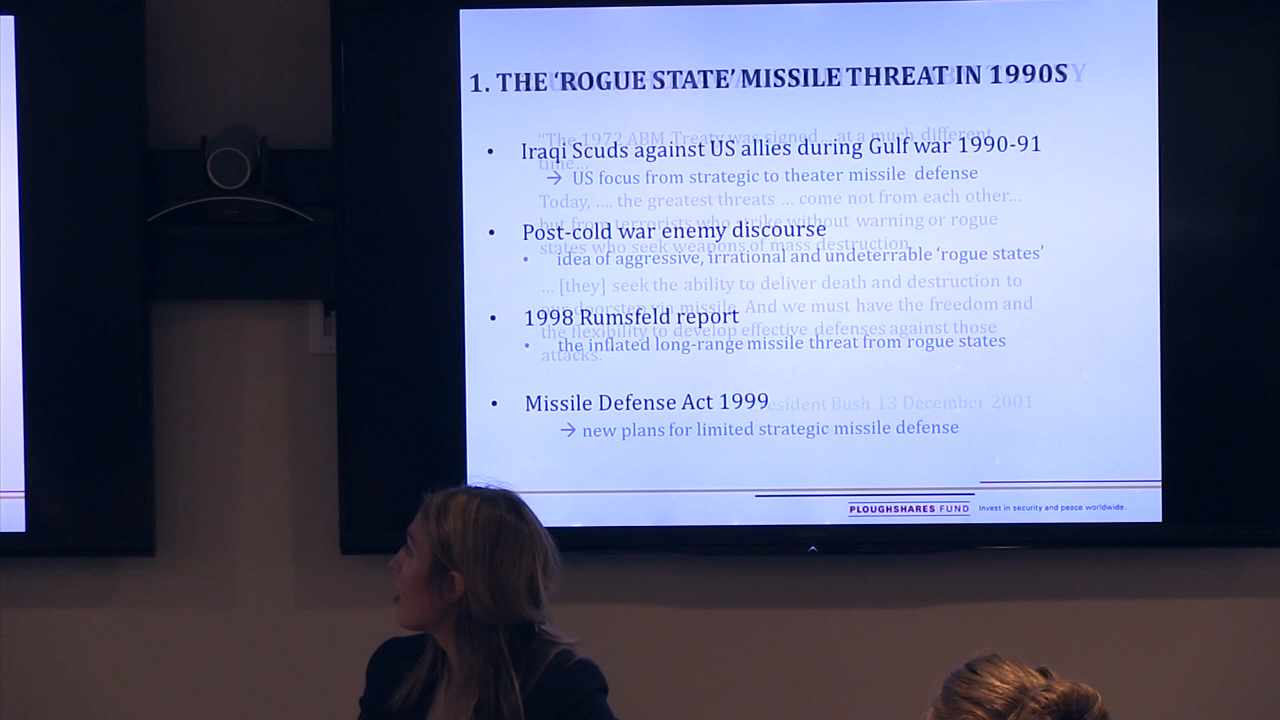 1. THE ‘ROGUE STATE’ MISSILE THREAT IN 1990S
• Iraqi Scuds against US allies during Gulf war 1990-91
→ US focus from strategic to theater missile defense
• Post-cold war enemy discourse
• idea of aggressive, irrational and undeterrable ‘rogue states’
• 1998 Rumsfeld report
• the inflated long-range missile threat from rogue states
• Missile Defense Act 1999
→ new plans for limited strategic missile defense
“The 1972 ABM Treaty was signed ... at a much different
time...
Today, .... the greatest threats ... come not from each other...
but from terrorists who strike without warning or rogue
states who seek weapons of mass destruction.
... [they] seek the ability to deliver death and destruction to
our doorstep via missile. And we must have the freedom and
the flexibility to develop effective defenses against those
attacks.
Bush 13 December 2001
PLOUGHSHARES FUND Invest in security and peace worldwide.